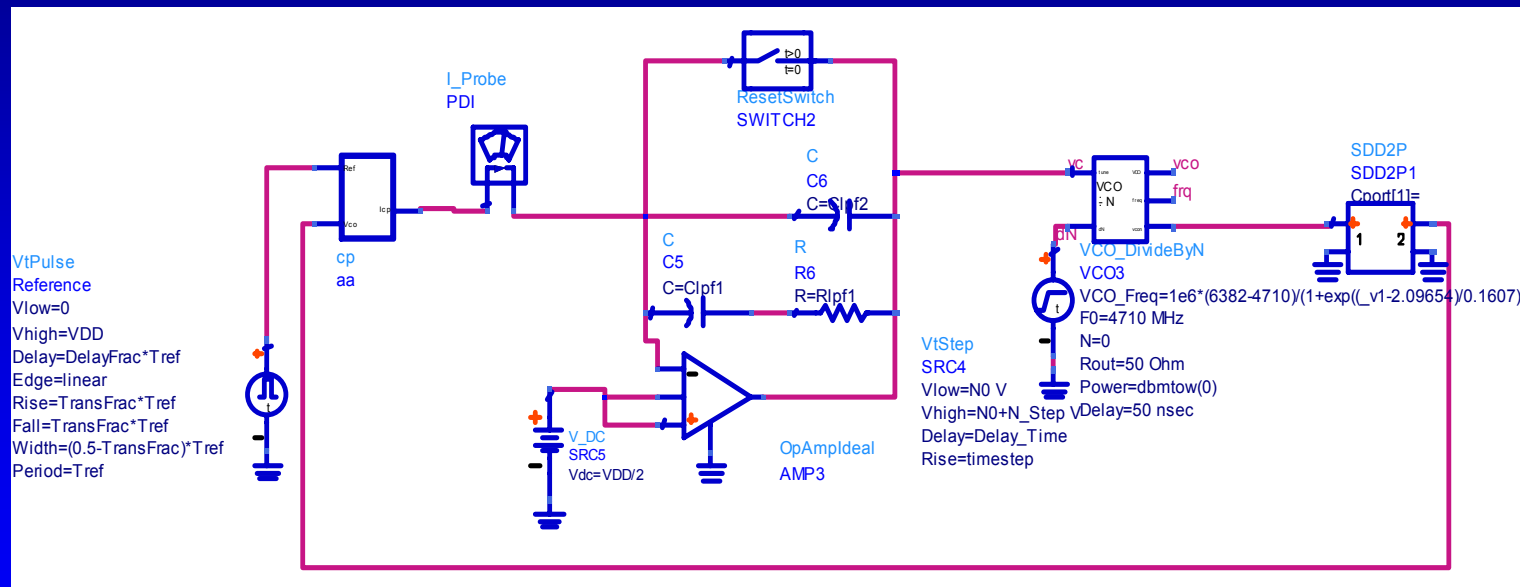 t>0
t=0
ResetSwitch
SWITCH2
I_Probe
PDI
C
C6
C=Clpf2
C
C5
C=Clpf1
R
R6
R=Rlpf1
Ref
Vco
Icp
cp
aa
VtPulse
Reference
Vlow=0
Vhigh=VDD
Delay=DelayFrac*Tref
Edge=linear
Rise=TransFrac*Tref
Fall=TransFrac*Tref
Width=(0.5-TransFrac)*Tref
Period=Tref
t
V_DC
SRC5
Vdc=VDD/2
OpAmpIdeal
AMP3
VtStep
SRC4
Vlow=N0 V
Vhigh=N0+N_Step V
Delay=Delay_Time
Rise=timestep
t
vc
tune
VCO
÷ N
freq
dN
vcon
vco
frq
dN
VCO_DivideByN
VCO3
VCO_Freq=1e6*(6382-4710)/(1+exp((_v1-2.09654)/0.1607)
F0=4710 MHz
N=0
Rout=50 Ohm
Power=dbmtow(0)
Delay=50 nsec
SDD2P
SDD2P1
Cport[1]=
1
2